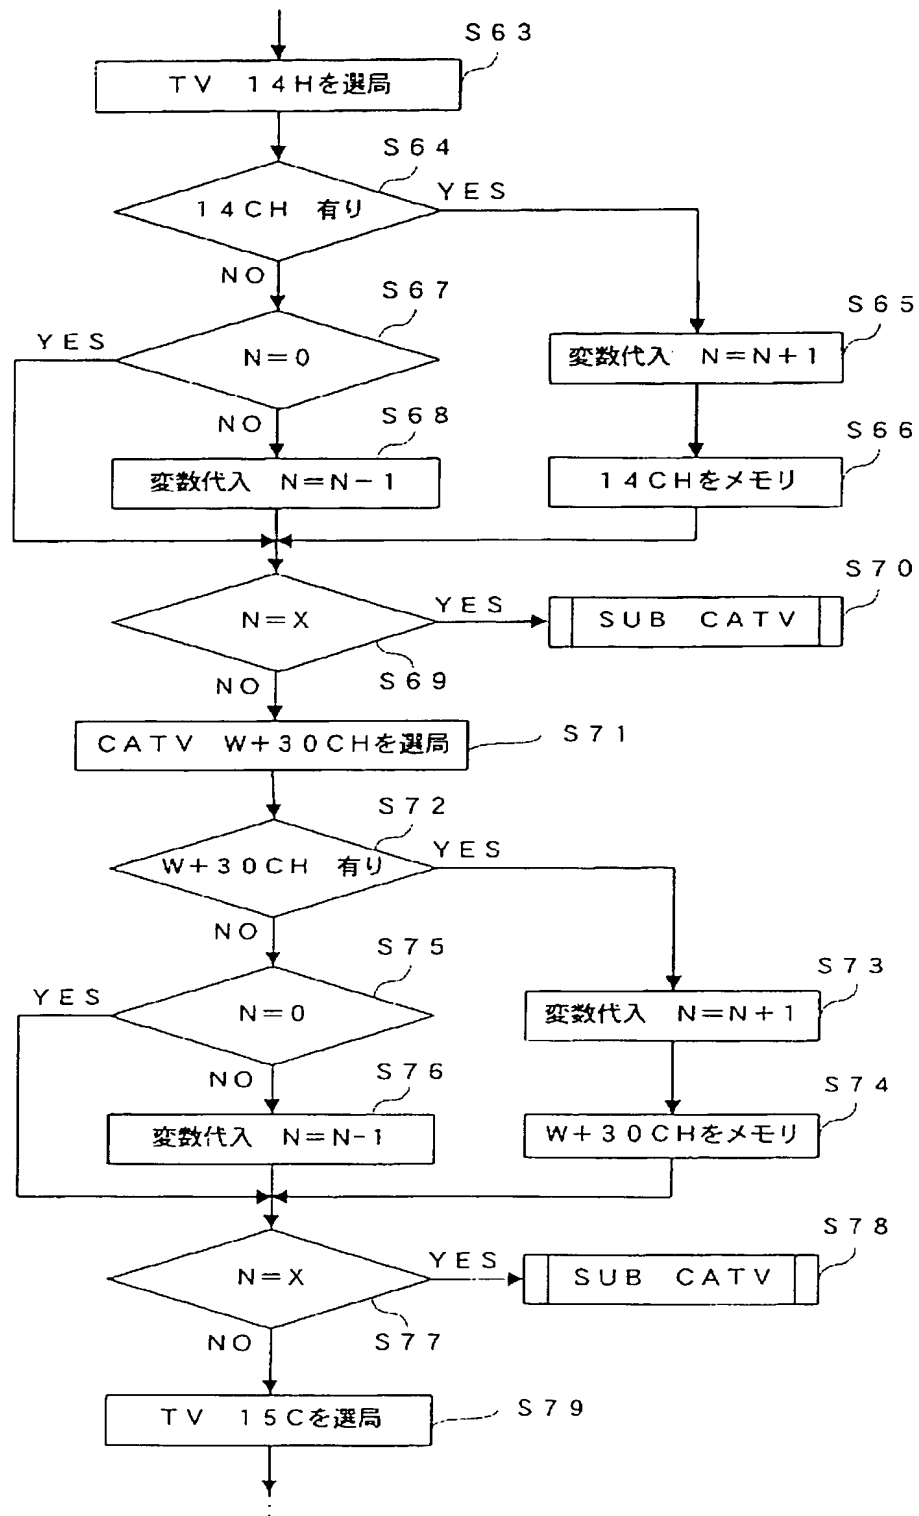 S63
TV 14Hを選局
S64
14CH 有り
YES
NO
S67
S65
YES
N=0
変数代入 N=N+1
NO
S68
S66
変数代入 N=N-1
14CHをメモリ
S70
N=X
YES
SUB CATV
S69
NO
S71
CATV W+30CHを選局
S72
W+30CH 有り
YES
NO
S75
S73
YES
N=0
変数代入 N=N+1
NO
S76
S74
変数代入 N=N-1
W+30CHをメモリ
S78
N=X
YES
SUB CATV
S77
NO
S79
TV 15Cを選局